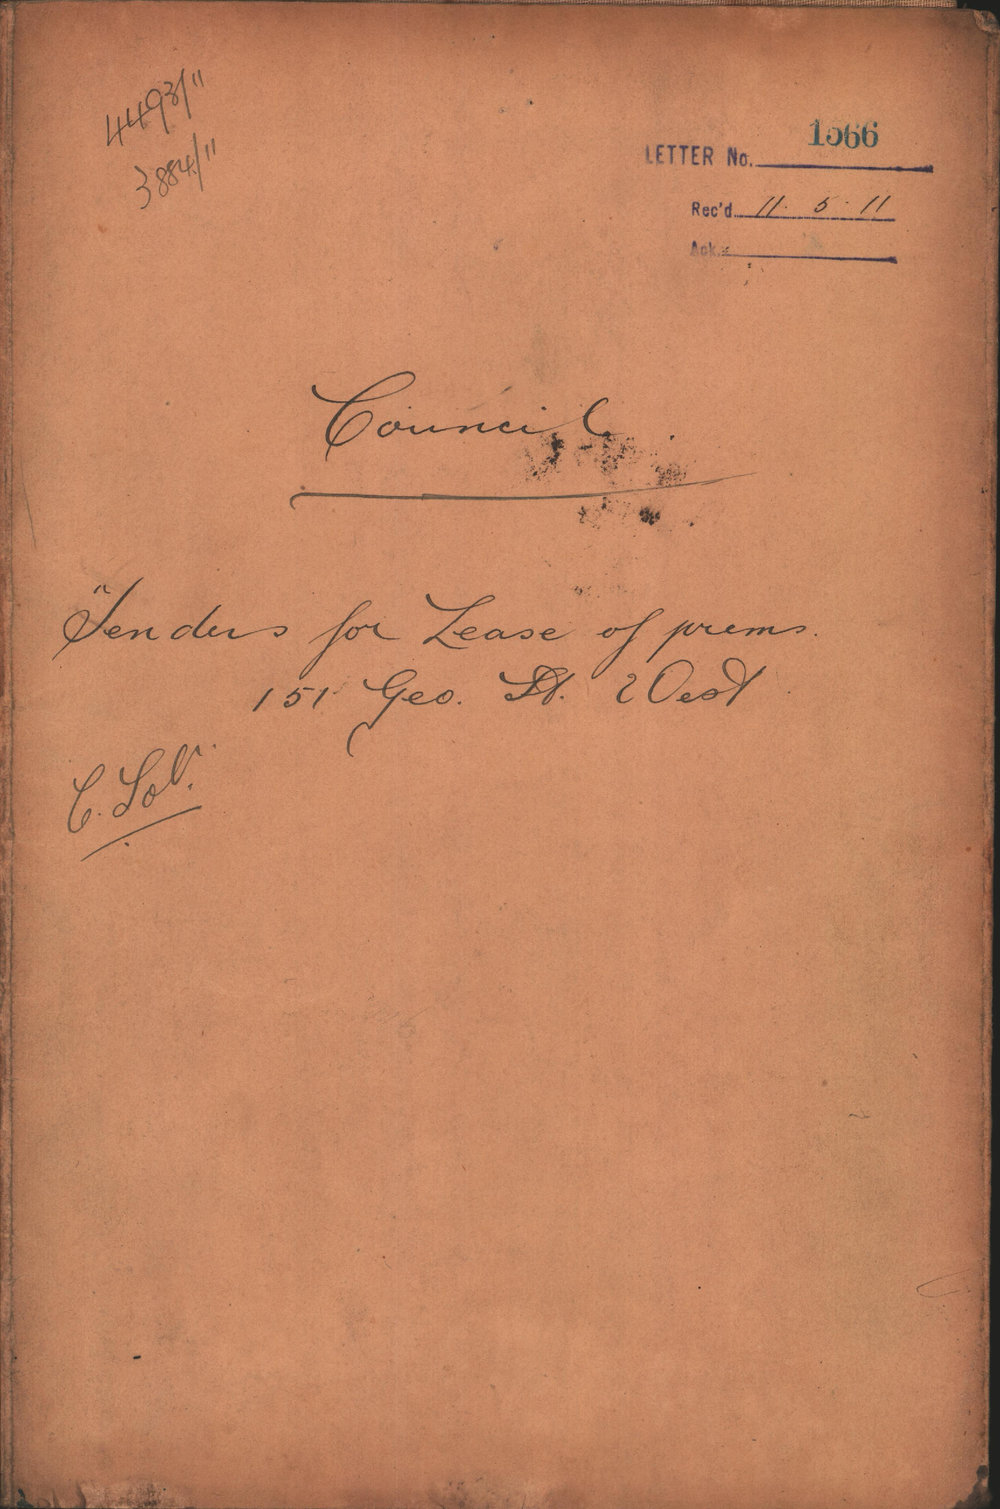 4493/11
3884/11
LETTER No. 1566
Rec'd 11. 5. 11
Ack.
Council.
"Tenders for Lease of prems.
151 Geo. St. West.
C. Sol.